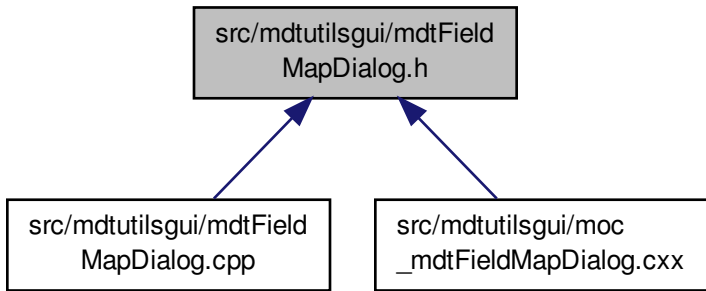 src/mdtutilsgui/mdtField
MapDialog.h
src/mdtutilsgui/mdtField
MapDialog.cpp
src/mdtutilsgui/moc
_mdtFieldMapDialog.cxx